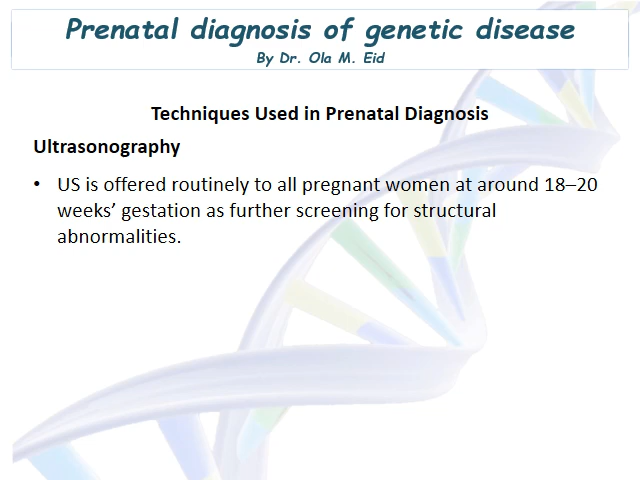 Prenatal diagnosis of genetic disease
By Dr. Ola M. Eid
Techniques Used in Prenatal Diagnosis
Ultrasonography
• US is offered routinely to all pregnant women at around 18–20
weeks’ gestation as further screening for structural
abnormalities.